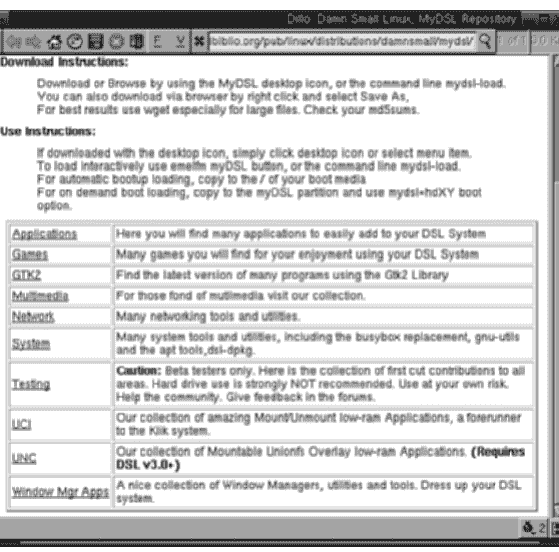 Dillo: Damn Small Linux, MyDSL Repository
ibiblio.org/pub/linux/distributions/damnsmall/mydsl/
Download Instructions:
Download or Browse by using the MyDSL desktop icon, or the command line mydsl-load.
You can also download via browser by right click and select Save As,
For best results use wget especially for large files. Check your md5sums.
Use Instructions:
If downloaded with the desktop icon, simply click desktop icon or select menu item.
To load interactively use emelfm myDSL button, or the command line mydsl-load.
For automatic bootup loading, copy to the / of your boot media
For on demand boot loading, copy to the myDSL partition and use mydsl=hdXY boot
option.
Applications Here you will find many applications to easily add to your DSL System
Games Many games you will find for your enjoyment using your DSL System
GTK2 Find the latest version of many programs using the Gtk2 Library
Multimedia For those fond of mutlimedia visit our collection.
Network Many networking tools and utilities.
System Many system tools and utilities, including the busybox replacement, gnu-utils
and the apt tools,dsl-dpkg.
Testing Caution: Beta testers only. Here is the collection of first cut contributions to all
areas. Hard drive use is strongly NOT recommended. Use at your own risk.
Help the community. Give feedback in the forums.
UCI Our collection of amazing Mount/Unmount low-ram Applications, a forerunner
to the Klik system.
UNC Our collection of Mountable Unionfs Overlay low-ram Applications. (Requires
DSL v3.0+)
Window Mgr Apps A nice collection of Window Managers, utilities and tools. Dress up your DSL
system.
2